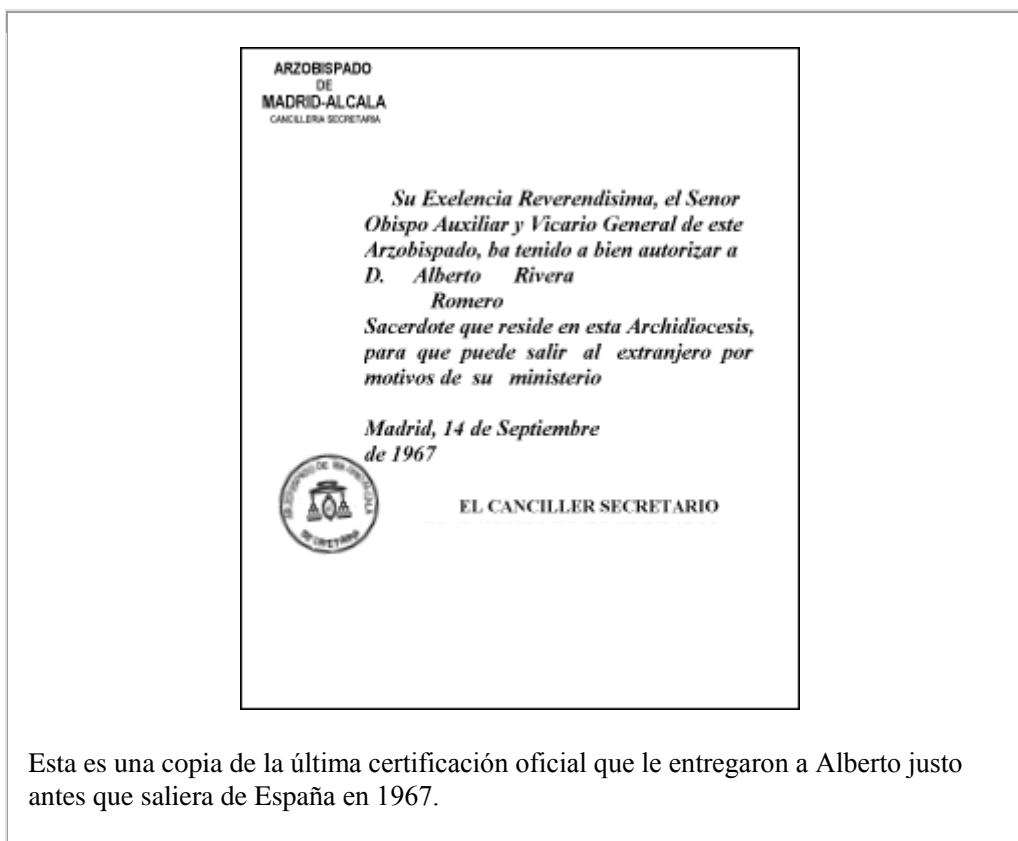 ARZOBISPADO
DE
MADRID-ALCALA
CANCILLERIA SECRETARIA
Su Exelencia Reverendisima, el Senor
Obispo Auxiliar y Vicario General de este
Arzobispado, ha tenido a bien autorizar a
D. Alberto Rivera
Romero
Sacerdote que reside en esta Archidiocesis,
para que puede salir al extranjero por
motivos de su ministerio
Madrid, 14 de Septiembre
de 1967
EL CANCILLER SECRETARIO
Esta es una copia de la última certificación oficial que le entregaron a Alberto justo
antes que saliera de España en 1967.